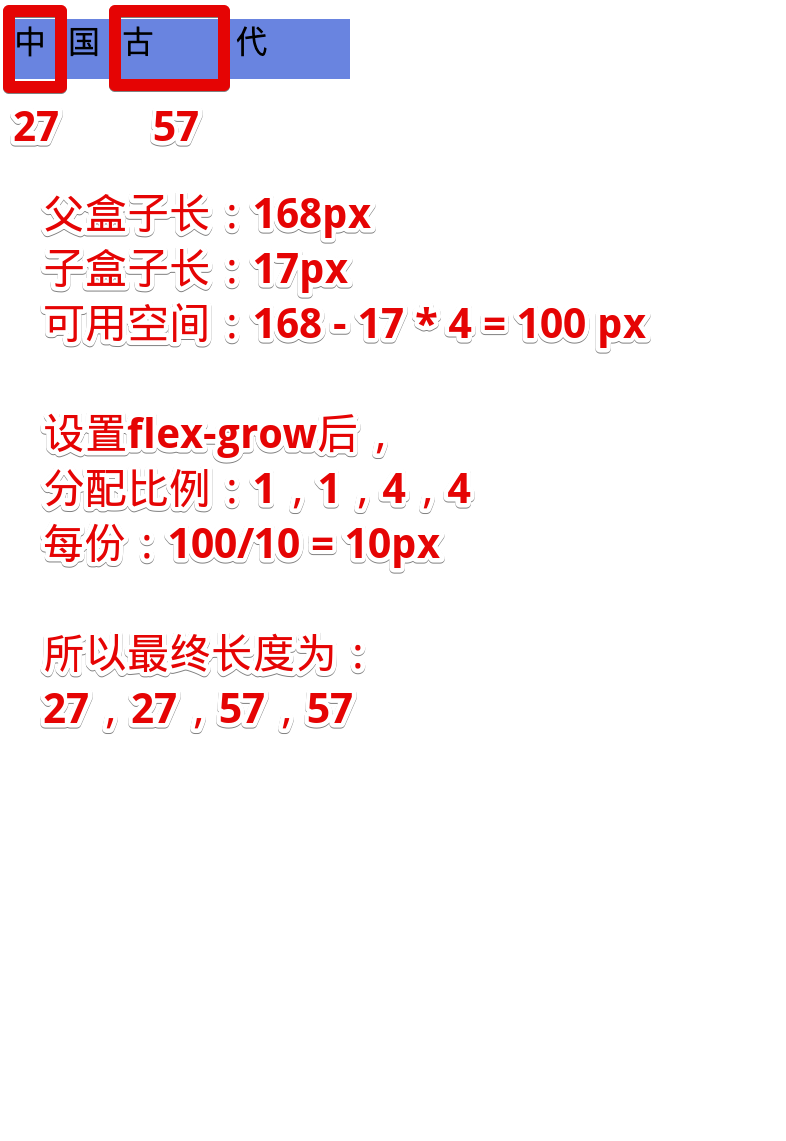 中国古代
27 57
父盒子长：168px
子盒子长：17px
可用空间：168 - 17 * 4 = 100 px
设置flex-grow后，
分配比例：1，1，4，4
每份：100/10 = 10px
所以最终长度为：
27，27，57，57